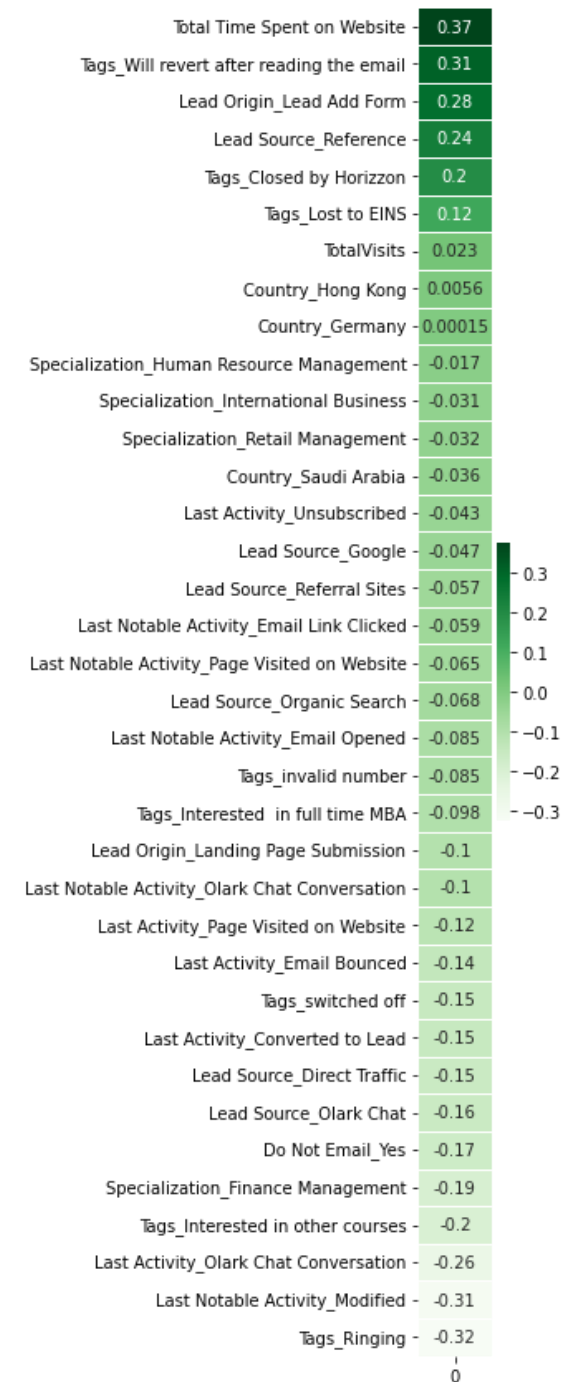 Total Time Spent on Website - 0.37
Tags_Will revert after reading the email - 0.31
Lead Origin_Lead Add Form - 0.28
Lead Source_Reference - 0.24
Tags_Closed by Horizzon - 0.2
Tags_Lost to EINS - 0.12
TotalVisits - 0.023
Country_Hong Kong - 0.0056
Country_Germany - 0.00015
Specialization_Human Resource Management - -0.017
Specialization_International Business - -0.031
Specialization_Retail Management - -0.032
Country_Saudi Arabia - -0.036
Last Activity_Unsubscribed - -0.043
Lead Source_Google - -0.047
Lead Source_Referral Sites - -0.057
Last Notable Activity_Email Link Clicked - -0.059
Last Notable Activity_Page Visited on Website - -0.065
Lead Source_Organic Search - -0.068
Last Notable Activity_Email Opened - -0.085
Tags_invalid number - -0.085
Tags_Interested  in full time MBA - -0.098
Lead Origin_Landing Page Submission - -0.1
Last Notable Activity_Olark Chat Conversation - -0.1
Last Activity_Page Visited on Website - -0.12
Last Activity_Email Bounced - -0.14
Tags_switched off - -0.15
Last Activity_Converted to Lead - -0.15
Lead Source_Direct Traffic - -0.15
Lead Source_Olark Chat - -0.16
Do Not Email_Yes - -0.17
Specialization_Finance Management - -0.19
Tags_Interested in other courses - -0.2
Last Activity_Olark Chat Conversation - -0.26
Last Notable Activity_Modified - -0.31
Tags_Ringing - -0.32
0
0.3
0.2
0.1
0.0
−0.1
−0.2
−0.3